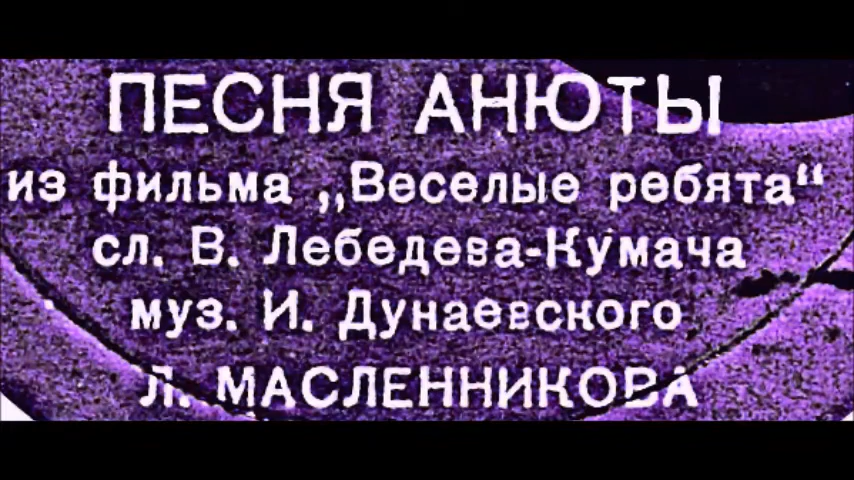 ПЕСНЯ АНЮТЫ
из фильма „Веселые ребята“
сл. В. Лебедева-Кумача
муз. И. Дунаевского
Л. МАСЛЕННИКОВА